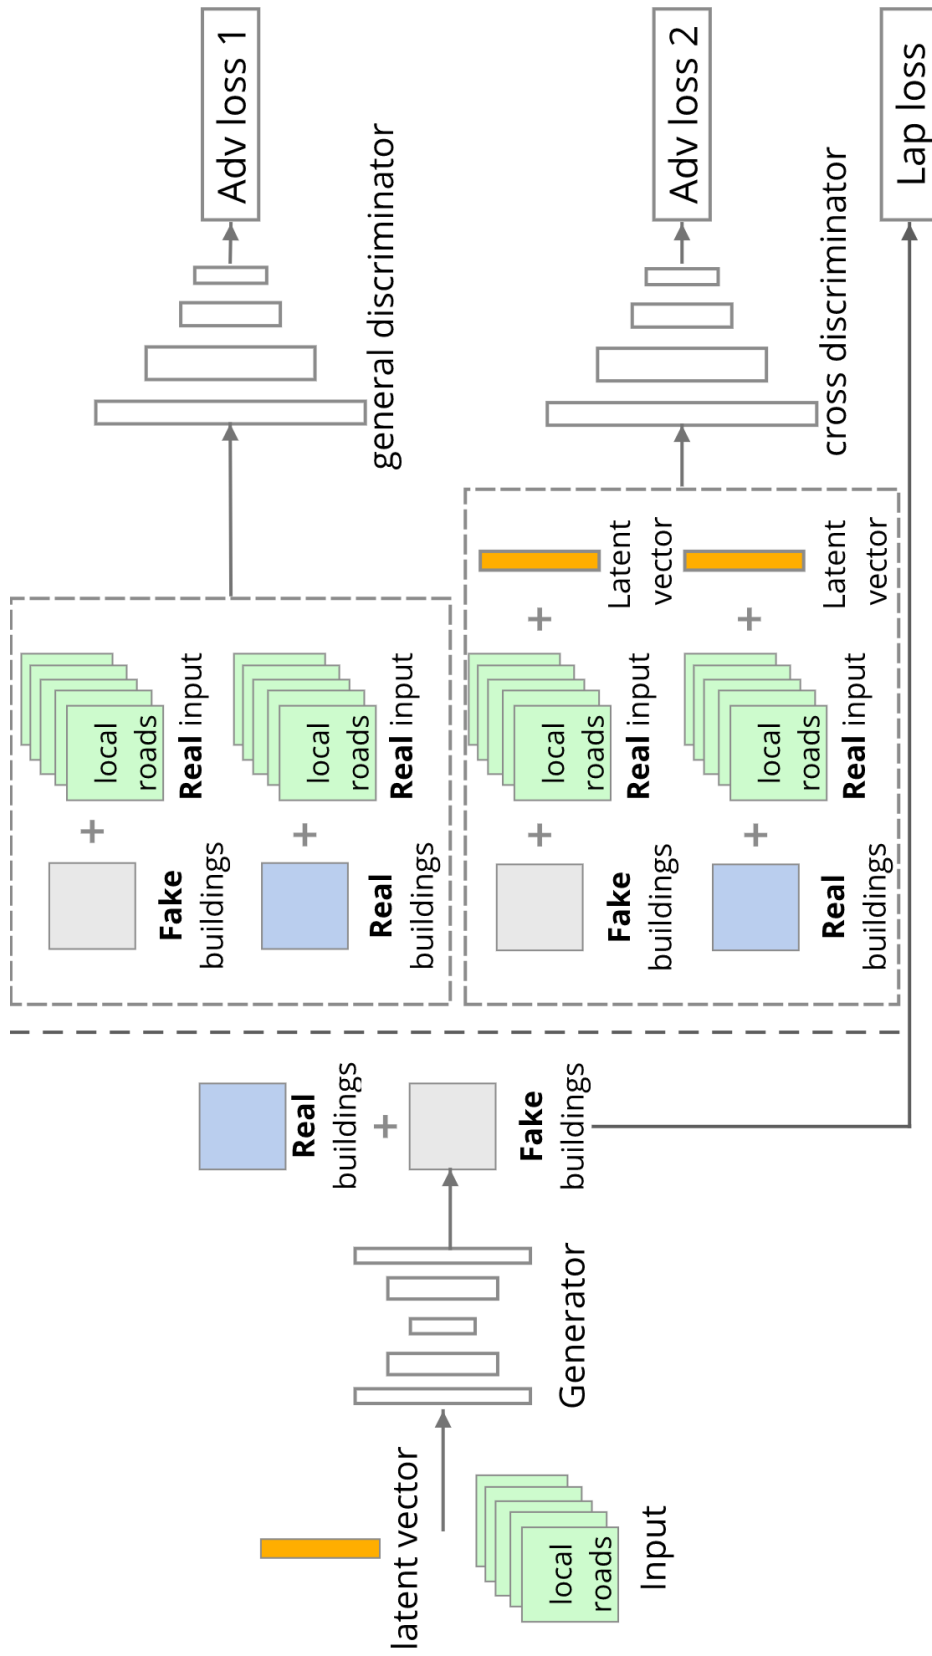 latent vector
local
roads
Input
Generator
Real
buildings
+
Fake
buildings
Fake
buildings
+
local
roads
Real input
Real
buildings
+
local
roads
Real input
general discriminator
Adv loss 1
Fake
buildings
+
local
roads
Real input
+
Latent
vector
Real
buildings
+
local
roads
Real input
+
Latent
vector
cross discriminator
Adv loss 2
Lap loss